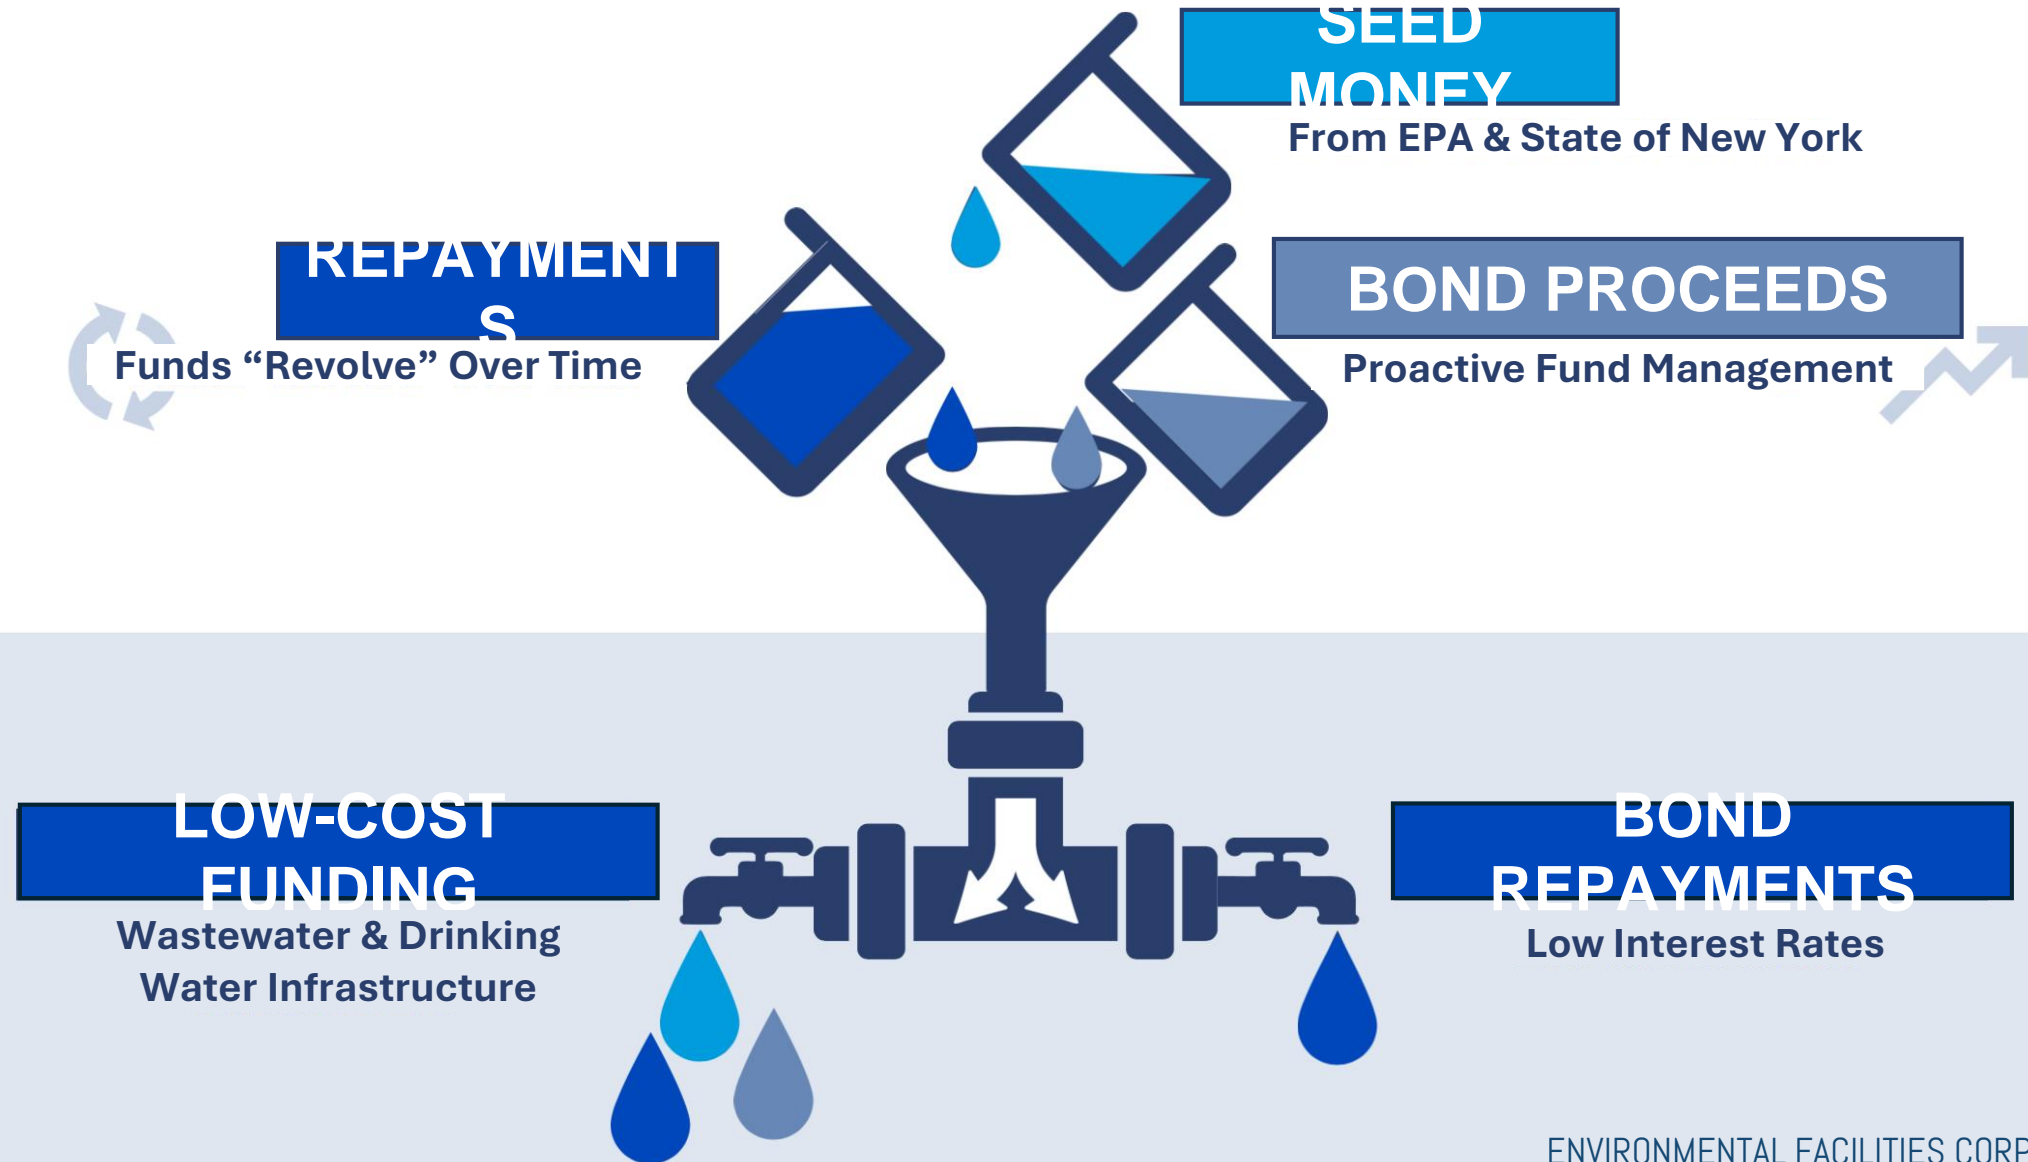 SEED
MONEY
From EPA & State of New York
REPAYMENT
S
Funds “Revolve” Over Time
BOND PROCEEDS
Proactive Fund Management
LOW-COST
FUNDING
Wastewater & Drinking
Water Infrastructure
BOND
REPAYMENTS
Low Interest Rates
ENVIRONMENTAL FACILITIES CORP